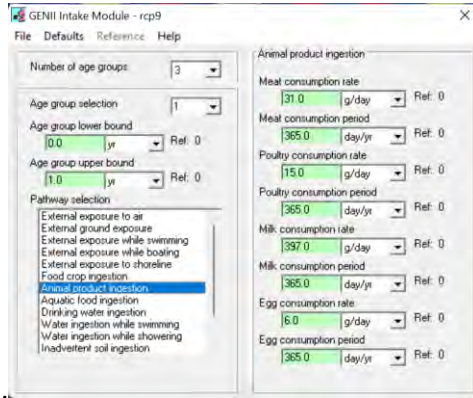 GENII Intake Module - rcp9
File Defaults Reference Help
Number of age groups 3
Age group selection 1
Age group lower bound
0.0 yr Ref: 0
Age group upper bound
1.0 yr Ref: 0
Pathway selection
External exposure to air
External ground exposure
External exposure while swimming
External exposure while boating
External exposure to shoreline
Food crop ingestion
Animal product ingestion
Aquatic food ingestion
Drinking water ingestion
Water ingestion while swimming
Water ingestion while showering
Inadvertent soil ingestion
Animal product ingestion
Meat consumption rate
31.0 g/day Ref: 0
Meat consumption period
365.0 day/yr Ref: 0
Poultry consumption rate
15.0 g/day Ref: 0
Poultry consumption period
365.0 day/yr Ref: 0
Milk consumption rate
397.0 g/day Ref: 0
Milk consumption period
365.0 day/yr Ref: 0
Egg consumption rate
6.0 g/day Ref: 0
Egg consumption period
365.0 day/yr Ref: 0